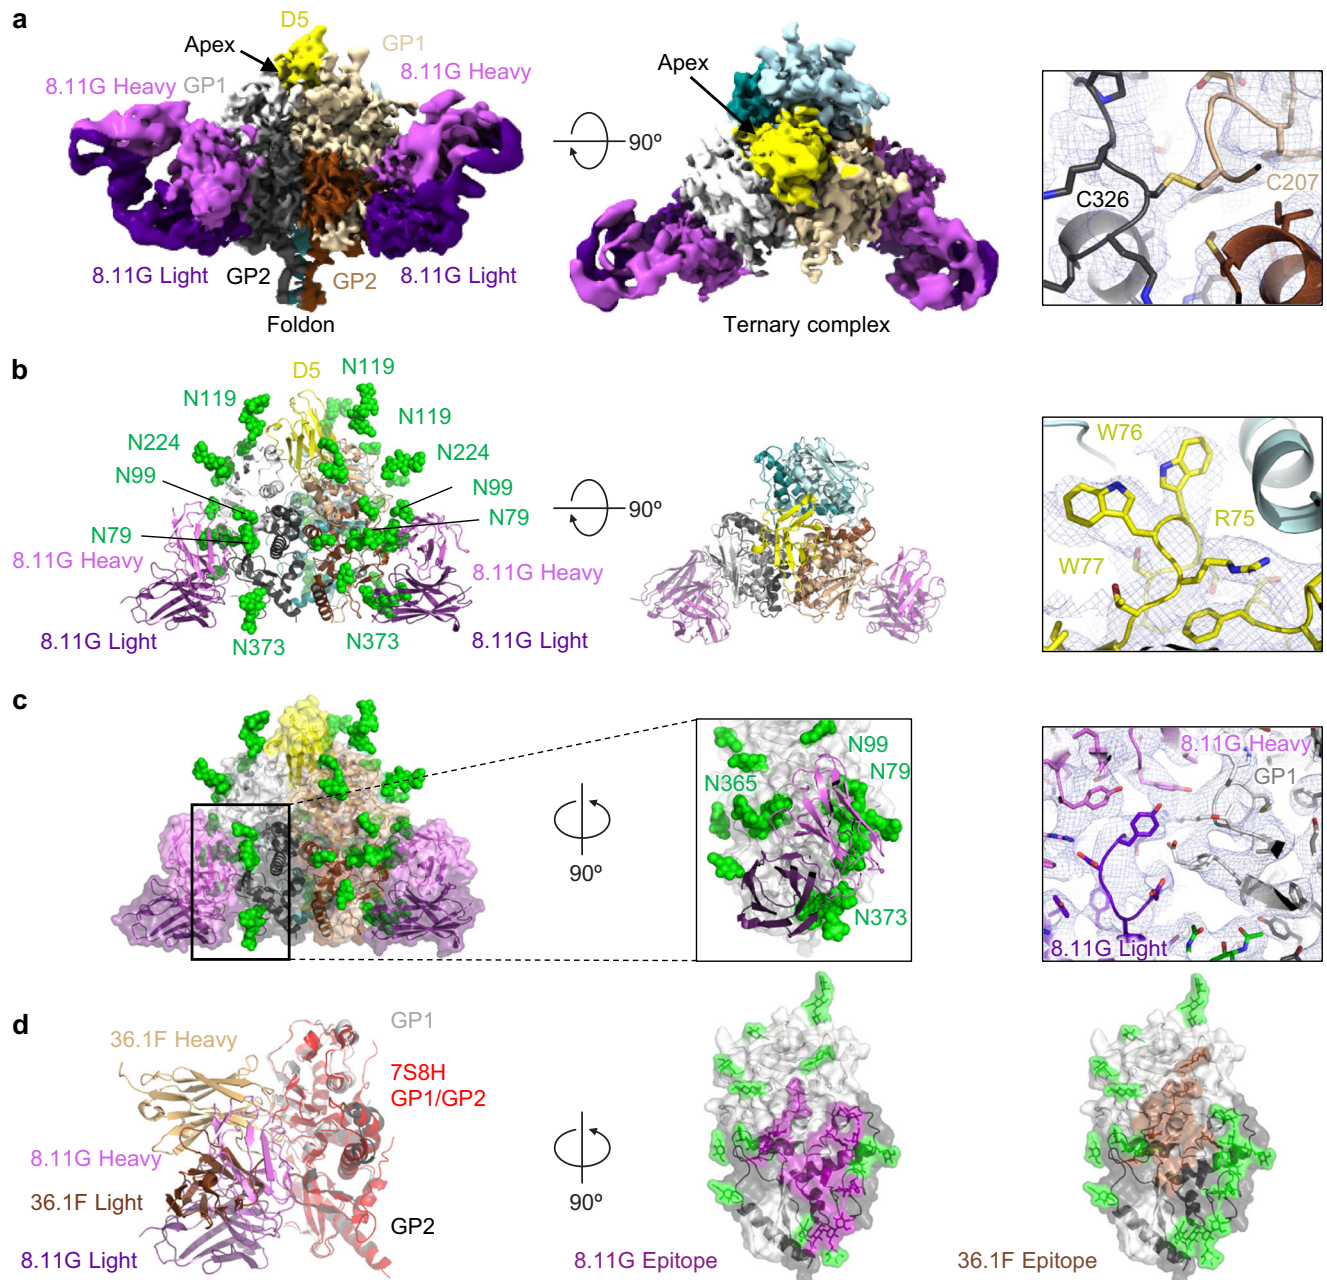 a
D5
Apex
GP1
8.11G Heavy
GP1
8.11G Heavy
8.11G Light
GP2
GP2
8.11G Light
Foldon
90º
Apex
Ternary complex
C326
C207
b
D5
N119
N119
N119
N224
N224
N99
N99
N79
N79
8.11G Heavy
8.11G Heavy
8.11G Light
N373
N373
8.11G Light
90º
W76
R75
W77
c
90º
N99
N79
N365
N373
8.11G Heavy
GP1
8.11G Light
d
36.1F Heavy
GP1
7S8H
GP1/GP2
8.11G Heavy
36.1F Light
GP2
8.11G Light
90º
8.11G Epitope
36.1F Epitope